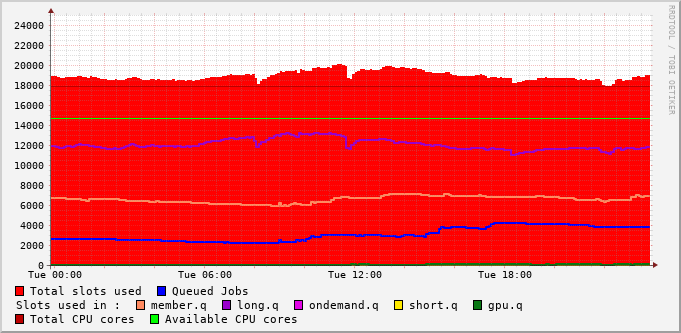 RRDTOOL / TOBI OETIKER
24000
22000
20000
18000
16000
14000
12000
10000
8000
6000
4000
2000
0
Tue 00:00 Tue 06:00 Tue 12:00 Tue 18:00
Total slots used Queued Jobs
Slots used in : member.q long.q ondemand.q short.q gpu.q
Total CPU cores Available CPU cores